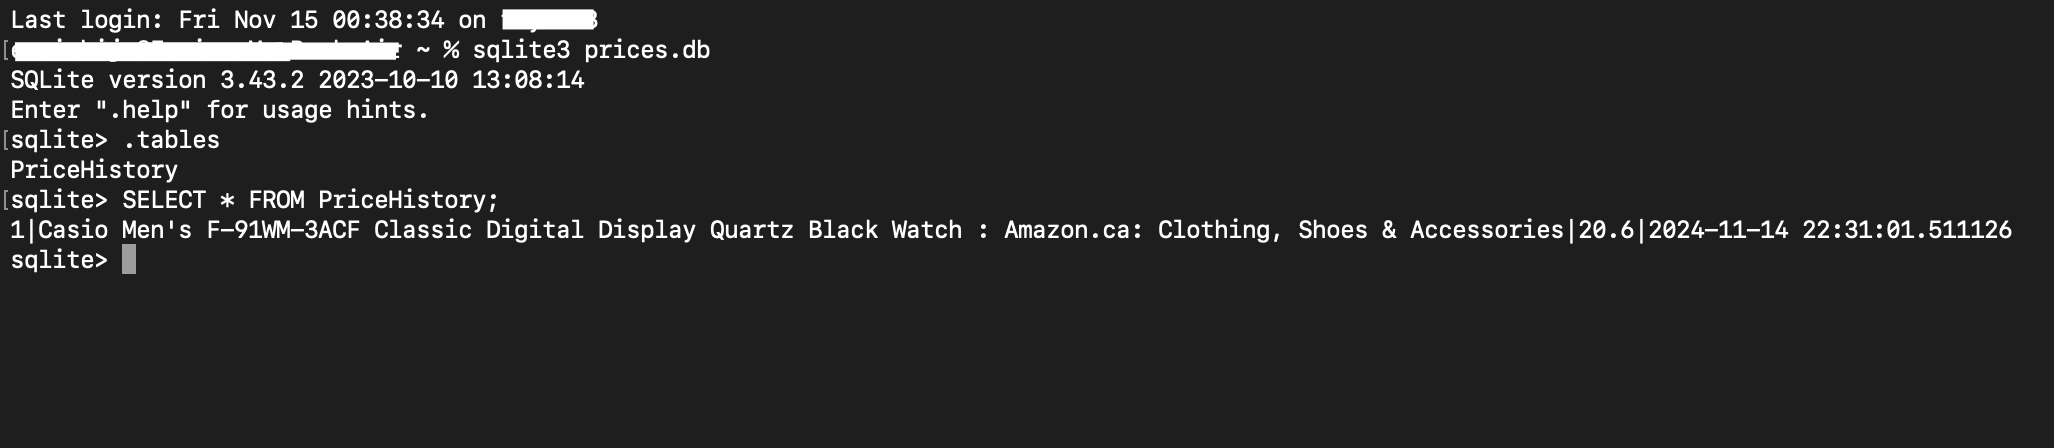 Last login: Fri Nov 15 00:38:34 on
~ % sqlite3 prices.db
SQLite version 3.43.2 2023-10-10 13:08:14
Enter ".help" for usage hints.
[sqlite> .tables
PriceHistory
[sqlite> SELECT * FROM PriceHistory;
1|Casio Men's F-91WM-3ACF Classic Digital Display Quartz Black Watch : Amazon.ca: Clothing, Shoes & Accessories|20.6|2024-11-14 22:31:01.511126
sqlite>